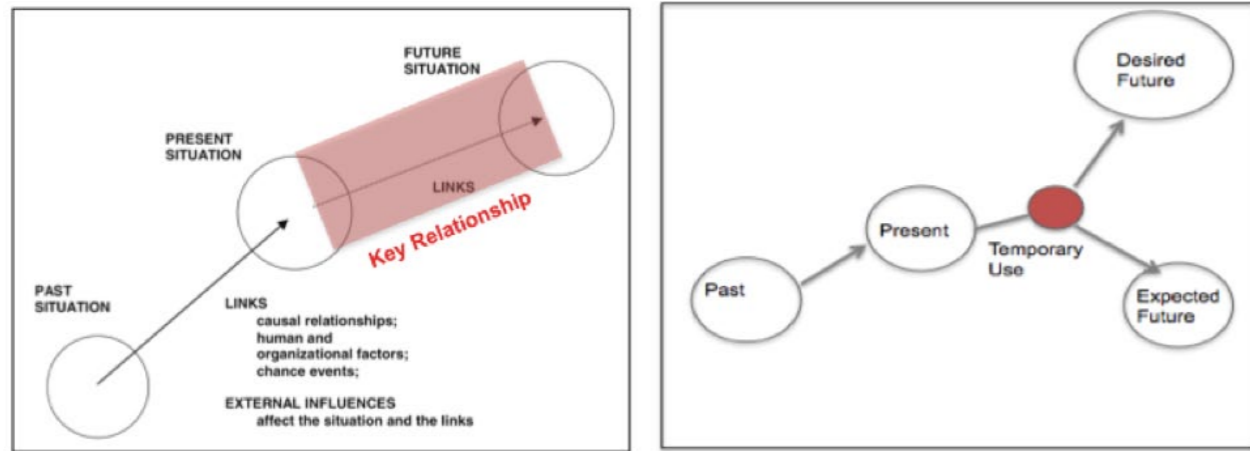 FUTURE
SITUATION
PRESENT
SITUATION
LINKS
Key Relationship
PAST
SITUATION
LINKS
causal relationships;
human and
organizational factors;
chance events;
EXTERNAL INFLUENCES
affect the situation and the links
Desired
Future
Present
Temporary
Use
Past
Expected
Future